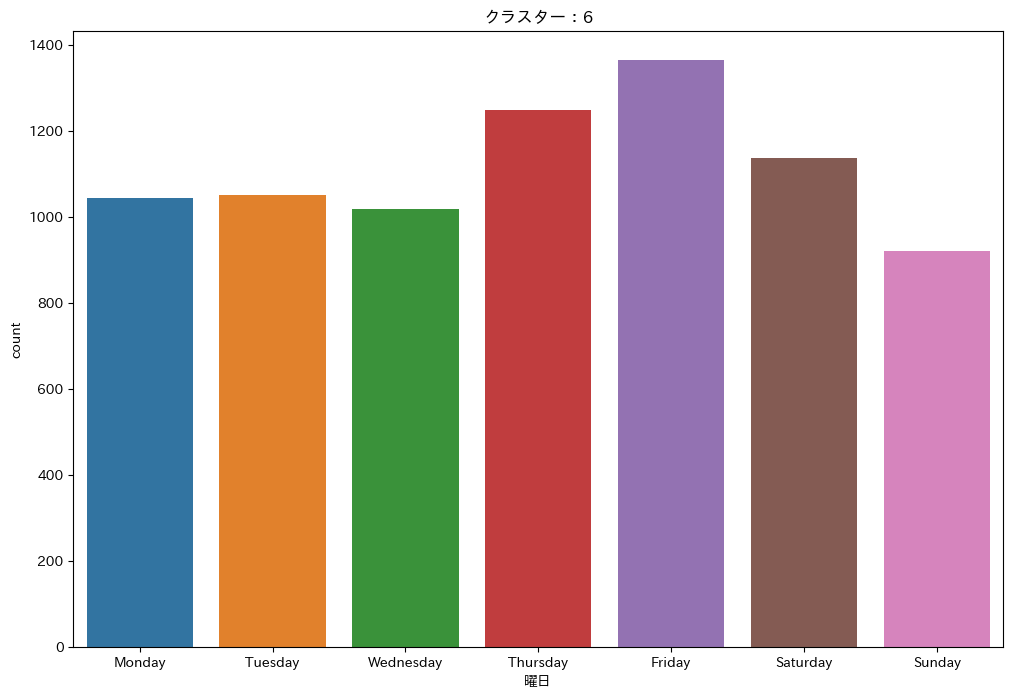 クラスター：6
1400
1200
1000
800
600
400
200
0
count
Monday Tuesday Wednesday Thursday Friday Saturday Sunday
曜日